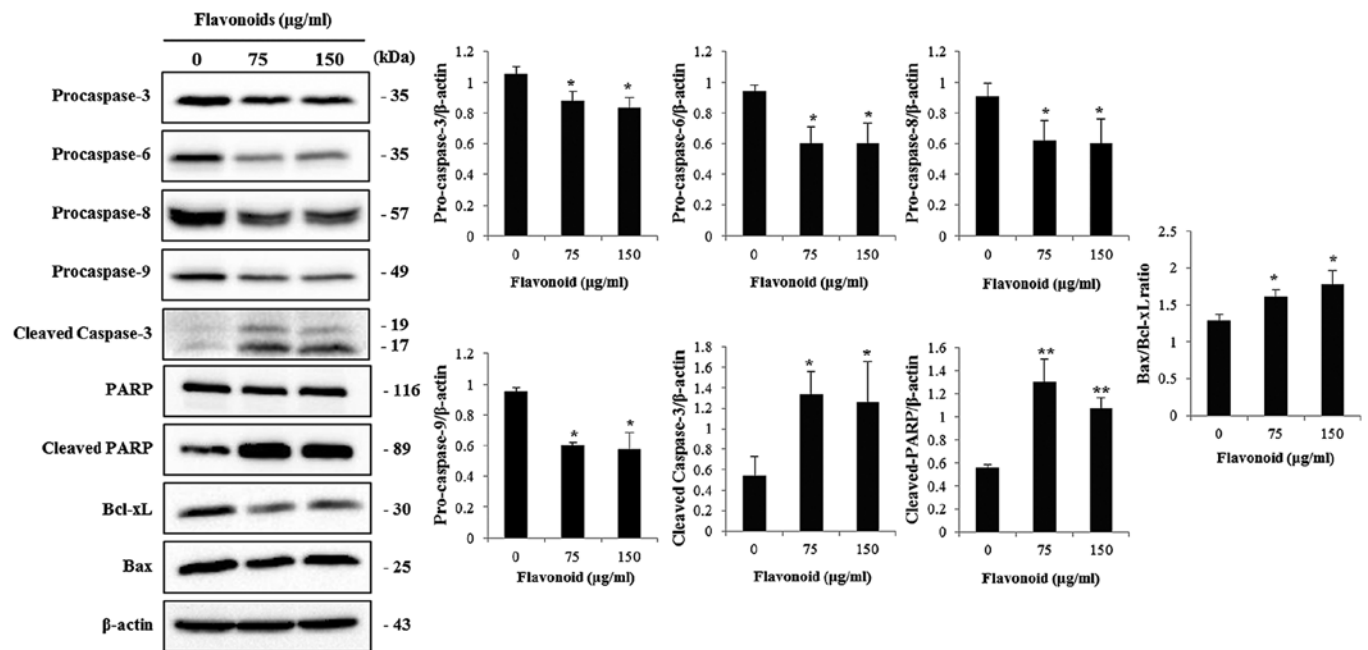 Flavonoids (µg/ml)
0 75 150 (kDa)
Procaspase-3 - 35
Procaspase-6 - 35
Procaspase-8 - 57
Procaspase-9 - 49
Cleaved Caspase-3 - 19
- 17
PARP - 116
Cleaved PARP - 89
Bcl-xL - 30
Bax - 25
β-actin - 43
Pro-caspase-3/β-actin
1.2
1
0.8
0.6
0.4
0.2
0
* *
0 75 150
Flavonoid (µg/ml)
Pro-caspase-6/β-actin
1.2
1
0.8
0.6
0.4
0.2
0
* *
0 75 150
Flavonoid (µg/ml)
Pro-caspase-8/β-actin
1.2
1
0.8
0.6
0.4
0.2
0
* *
0 75 150
Flavonoid (µg/ml)
Pro-caspase-9/β-actin
1.2
1
0.8
0.6
0.4
0.2
0
* *
0 75 150
Flavonoid (µg/ml)
Cleaved Caspase-3/β-actin
1.8
1.6
1.4
1.2
1
0.8
0.6
0.4
0.2
0
* *
0 75 150
Flavonoid (µg/ml)
Cleaved-PARP/β-actin
1.6
1.4
1.2
1
0.8
0.6
0.4
0.2
0
** **
0 75 150
Flavonoid (µg/ml)
Bax/Bcl-xL ratio
2.5
2
1.5
1
0.5
0
* *
0 75 150
Flavonoid (µg/ml)